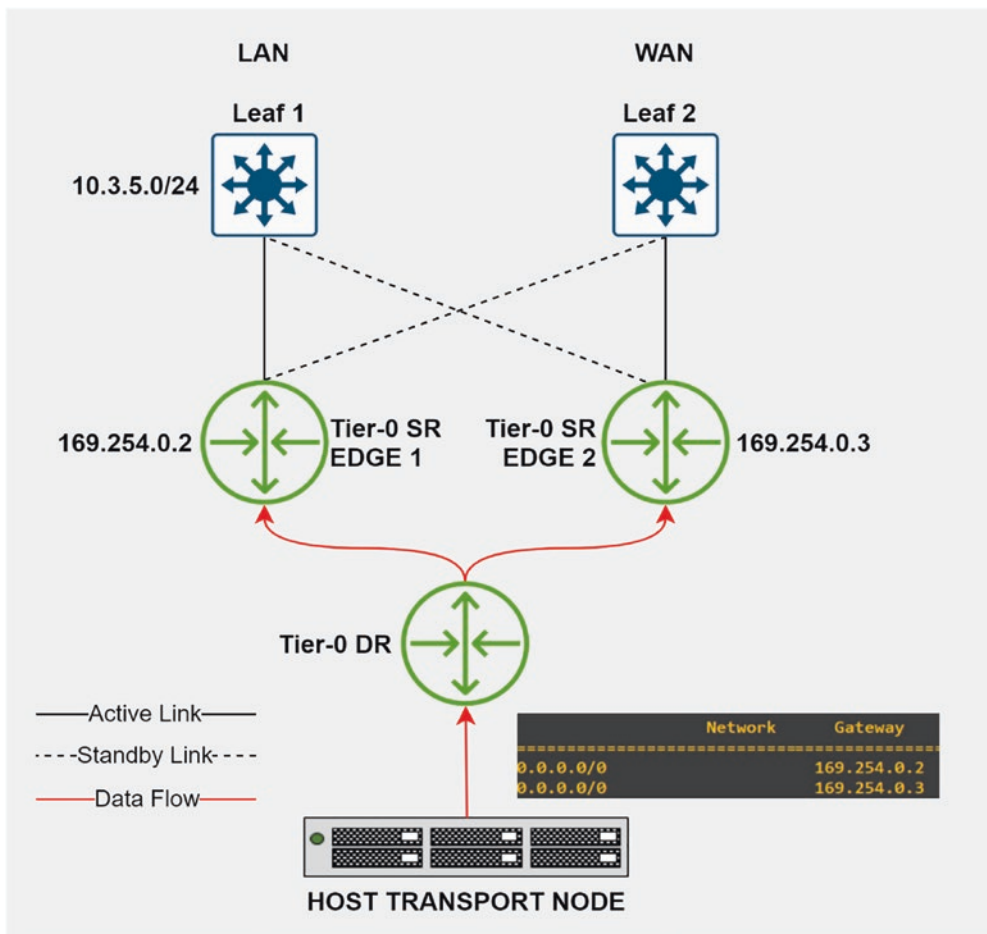 LAN
WAN
Leaf 1
Leaf 2
10.3.5.0/24
169.254.0.2
Tier-0 SR
EDGE 1
Tier-0 SR
EDGE 2
169.254.0.3
Tier-0 DR
Active Link
Standby Link
Data Flow
Network Gateway
0.0.0.0/0 169.254.0.2
0.0.0.0/0 169.254.0.3
HOST TRANSPORT NODE